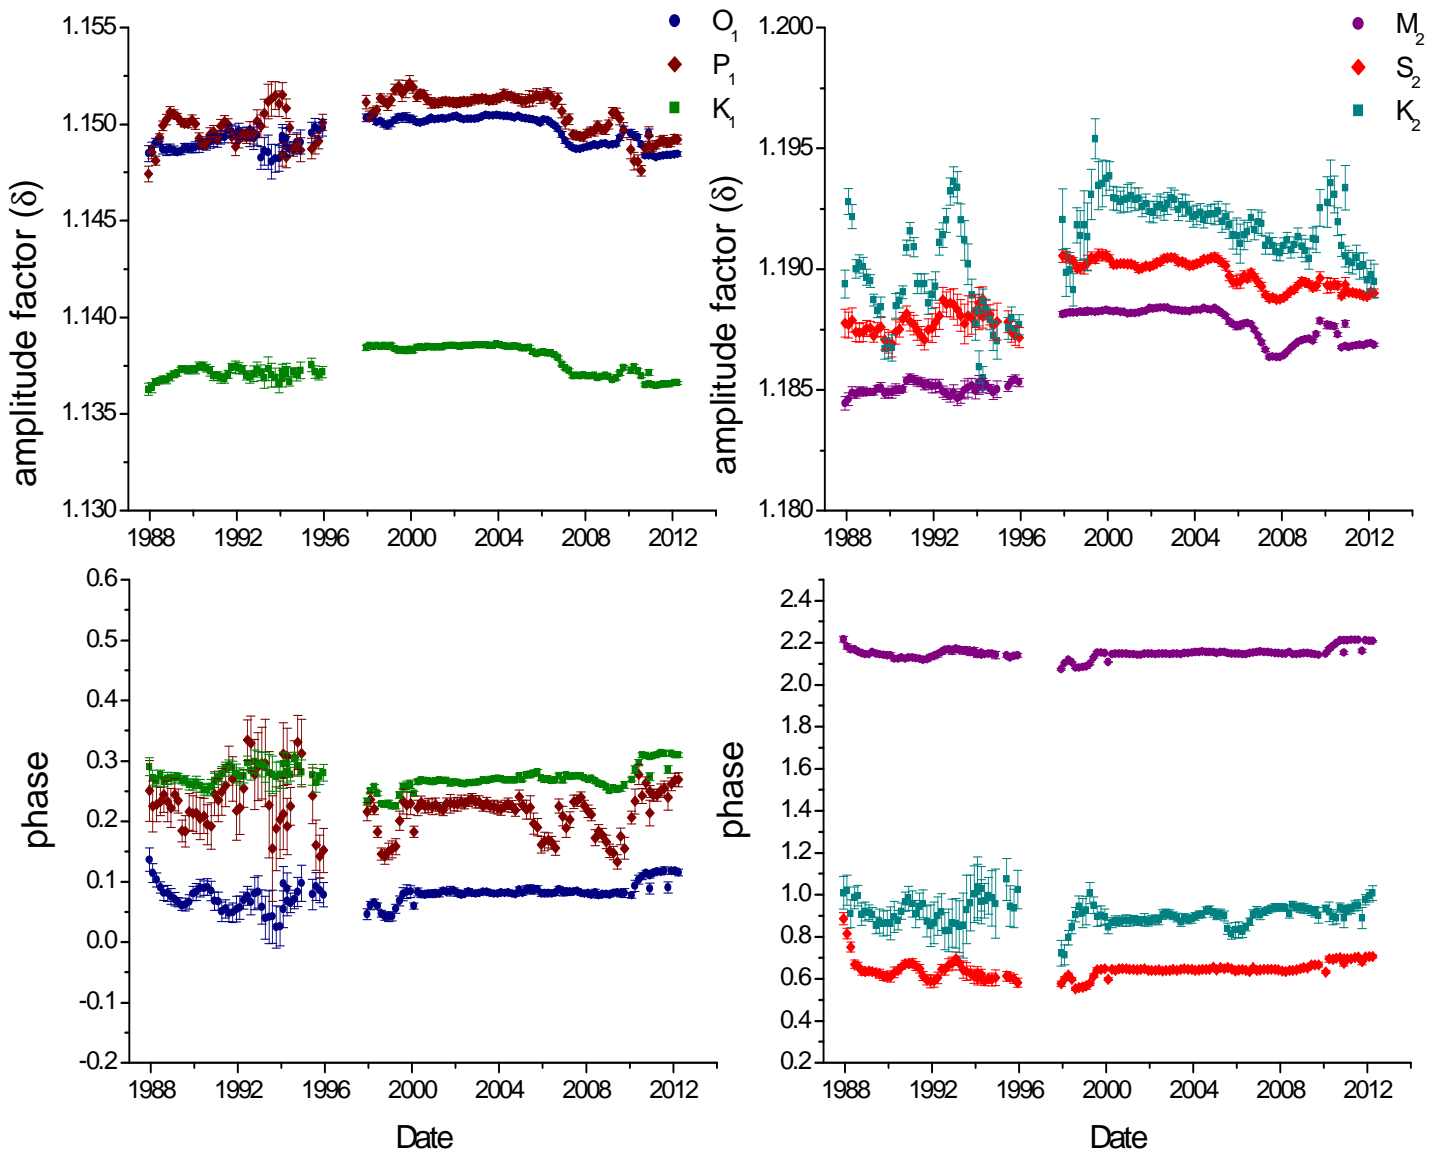 1.155
1.150
1.145
1.140
1.135
1.130
amplitude factor (δ)
1988 1992 1996 2000 2004 2008 2012
O1
P1
K1
1.200
1.195
1.190
1.185
1.180
amplitude factor (δ)
1988 1992 1996 2000 2004 2008 2012
M2
S2
K2
0.6
0.5
0.4
0.3
0.2
0.1
0.0
-0.1
-0.2
phase
1988 1992 1996 2000 2004 2008 2012
Date
2.4
2.2
2.0
1.8
1.6
1.4
1.2
1.0
0.8
0.6
0.4
0.2
phase
1988 1992 1996 2000 2004 2008 2012
Date